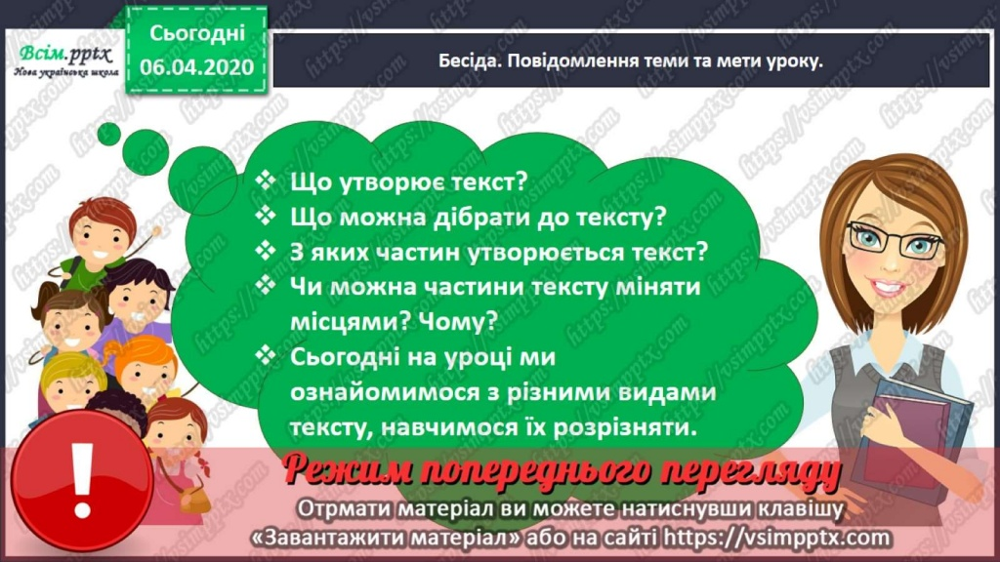 Сьогодні
06.04.2020
Всім.pptx
Нова українська школа
Бесіда. Повідомлення теми та мети уроку.
❖ Що утворює текст?
❖ Що можна дібрати до тексту?
❖ З яких частин утворюється текст?
❖ Чи можна частини тексту міняти
місцями? Чому?
❖ Сьогодні на уроці ми
ознайомимося з різними видами
тексту, навчимося їх розрізняти.
Режим попереднього перегляду
Отрмати матеріал ви можете натиснувши клавішу
«Завантажити матеріал» або на сайті https://vsimpptx.com
https://vsimpptx.com